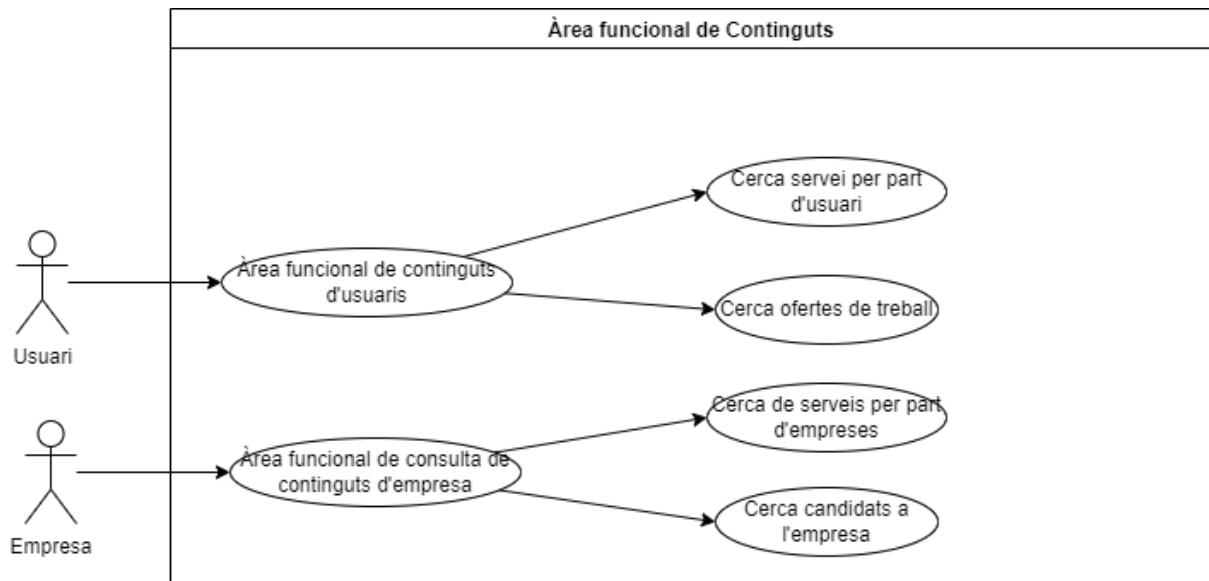 Àrea funcional de Continguts
Cerca servei per part
d'usuari
Àrea funcional de continguts
d'usuaris
Cerca ofertes de treball
Usuari
Cerca de serveis per part
d'empreses
Àrea funcional de consulta de
continguts d'empresa
Cerca candidats a
l'empresa
Empresa